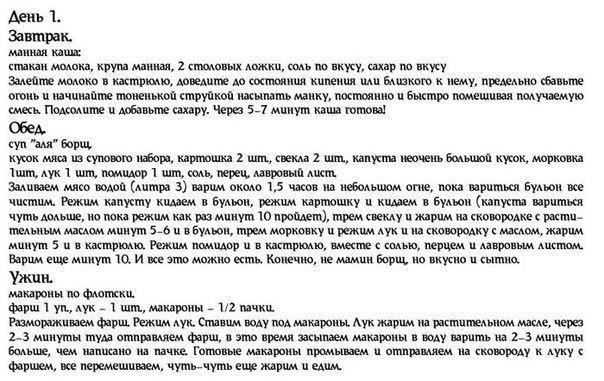 День 1.
Завтрак.
манная каша:
стакан молока, крупа манная, 2 столовых ложки, соль по вкусу, сахар по вкусу
Залейте молоко в кастрюлю, доведите до состояния кипения или близкого к нему, предельно сбавьте
огонь и начинайте тоненькой струйкой насыпать манку, постоянно и быстро помешивая получаемую
смесь. Подсолите и добавьте сахару. Через 5-7 минут каша готова!
Обед.
суп "аля" борщ.
кусок мяса из супового набора, картошка 2 шт., свекла 2 шт., капуста неочень большой кусок, морковка
1шт, лук 1 шт, помидор 1 шт, соль, перец, лавровый лист.
Заливаем мясо водой (литра 3) варим около 1,5 часов на небольшом огне, пока вариться бульон все
чистим. Режим капусту кидаем в бульон, режим картошку и кидаем в бульон (капуста вариться
чуть дольше, но пока режим как раз минут 10 пройдет), трем свеклу и жарим на сковородке с расти-
тельным маслом минут 5-6 и в бульон, трем морковку и режим лук и на сковородку с маслом, жарим
минут 5 и в кастрюлю. Режим помидор и в кастрюлю, вместе с солью, перцем и лавровым листом.
Варим еще минут 10. И все это можно есть. Конечно, не мамин борщ, но вкусно и сытно.
Ужин.
макароны по флотски.
фарш 1 уп., лук - 1 шт., макароны - 1/2 пачки.
Размораживаем фарш. Режим лук. Ставим воду под макароны. Лук жарим на растительном масле, через
2-3 минуты туда отправляем фарш, в это время засыпаем макароны в воду варить на 2-3 минуты
больше, чем написано на пачке. Готовые макароны промываем и отправляем на сковороду к луку с
фаршем, все перемешиваем, чуть-чуть еще жарим и едим.